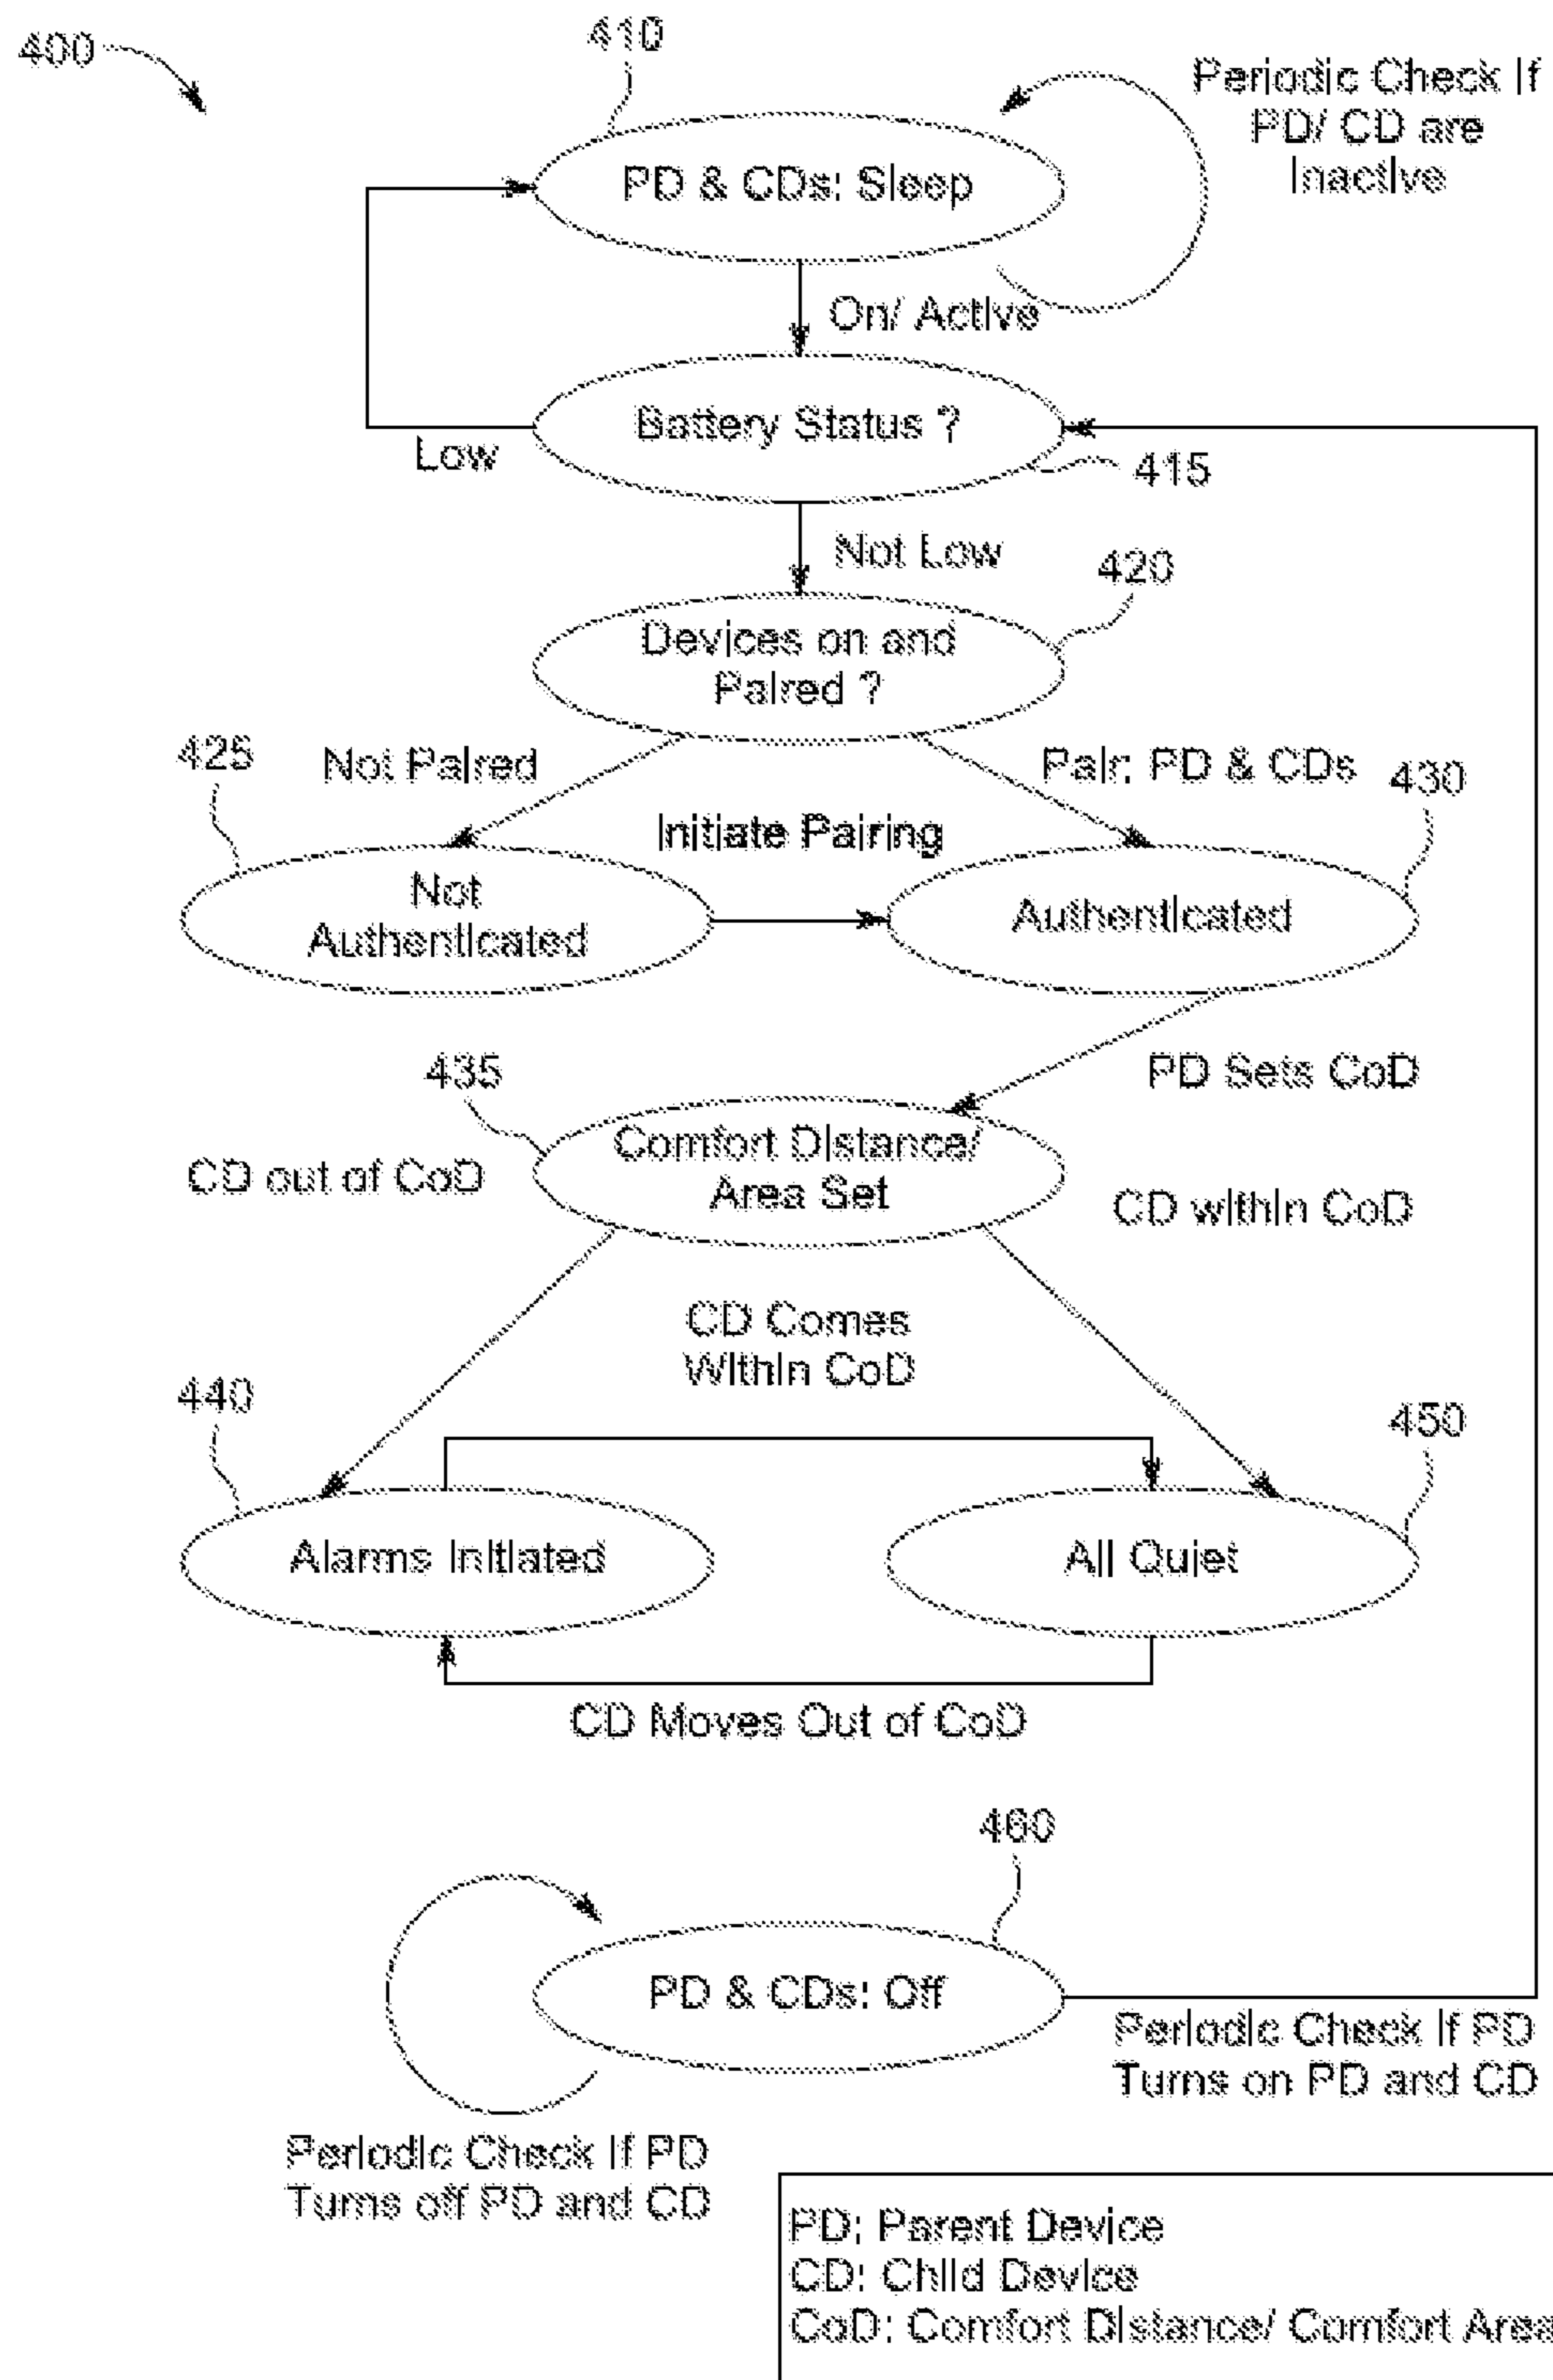 400
410
Periodic Check If
PD/ CD are
Inactive
PD & CDs: Sleep
On/ Active
Battery Status ?
Low
415
Not Low
420
Devices on and
Paired ?
425
Not Paired
Pair: PD & CDs
430
Initiate Pairing
Not
Authenticated
Authenticated
435
PD Sets CoD
CD out of CoD
Comfort Distance/
Area Set
CD within CoD
CD Comes
Within CoD
440
450
Alarms Initiated
All Quiet
CD Moves Out of CoD
460
PD & CDs: Off
Periodic Check If PD
Turns on PD and CD
Periodic Check If PD
Turns off PD and CD
PD: Parent Device
CD: Child Device
CoD: Comfort Distance/ Comfort Area